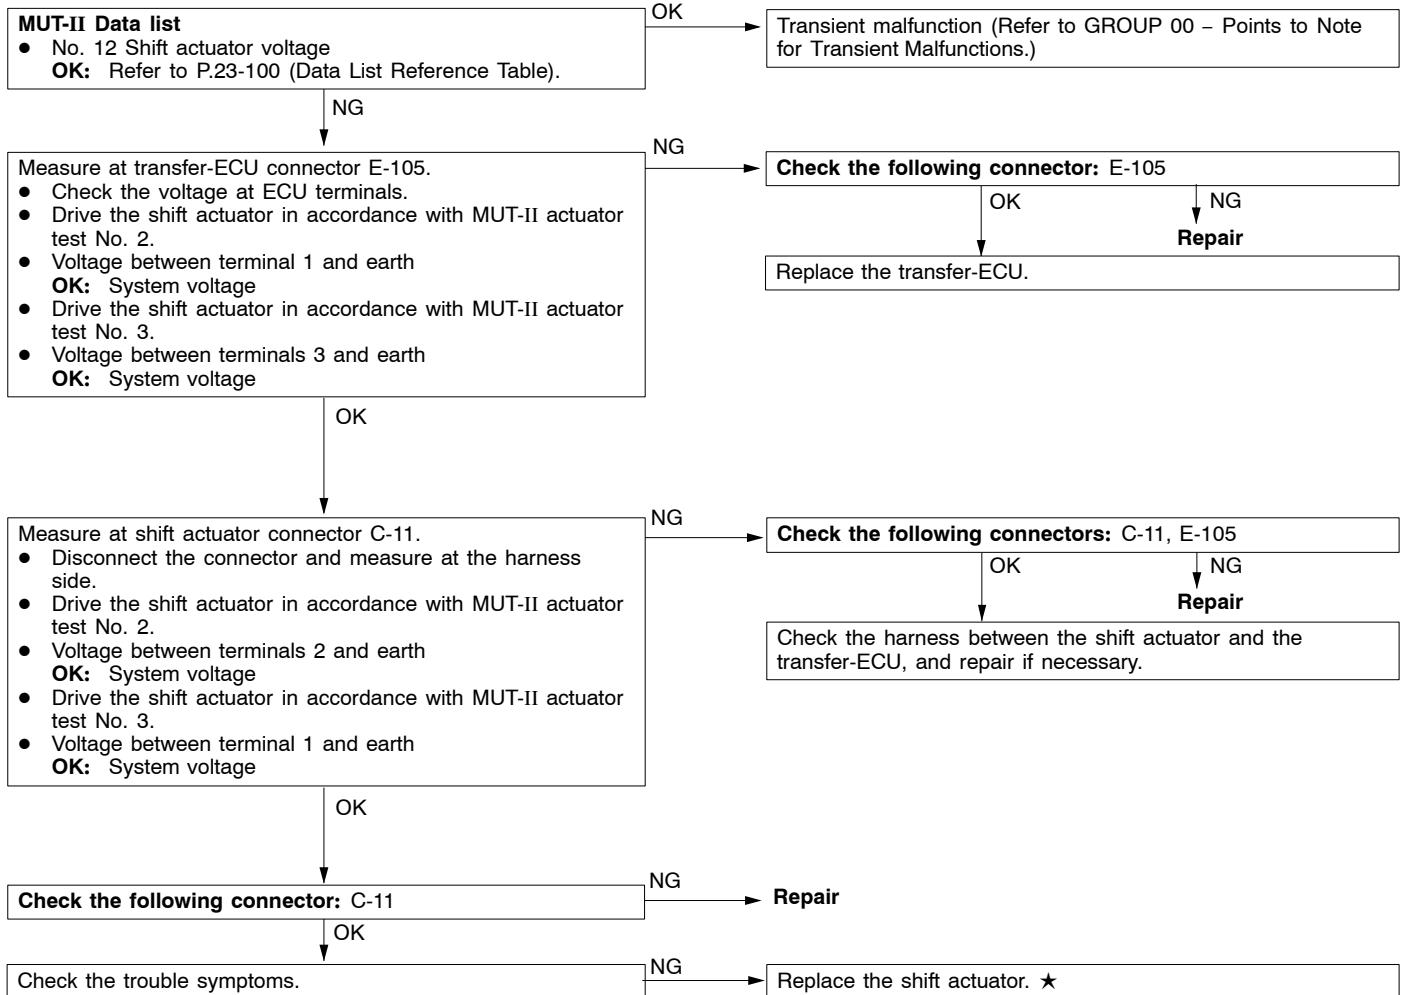 MUT-II Data list
● No. 12 Shift actuator voltage
OK: Refer to P.23-100 (Data List Reference Table).
OK
Transient malfunction (Refer to GROUP 00 – Points to Note
for Transient Malfunctions.)
NG
Measure at transfer-ECU connector E-105.
● Check the voltage at ECU terminals.
● Drive the shift actuator in accordance with MUT-II actuator
test No. 2.
● Voltage between terminal 1 and earth
OK: System voltage
● Drive the shift actuator in accordance with MUT-II actuator
test No. 3.
● Voltage between terminals 3 and earth
OK: System voltage
NG
Check the following connector: E-105
OK
NG
Repair
Replace the transfer-ECU.
OK
Measure at shift actuator connector C-11.
● Disconnect the connector and measure at the harness
side.
● Drive the shift actuator in accordance with MUT-II actuator
test No. 2.
● Voltage between terminals 2 and earth
OK: System voltage
● Drive the shift actuator in accordance with MUT-II actuator
test No. 3.
● Voltage between terminal 1 and earth
OK: System voltage
NG
Check the following connectors: C-11, E-105
OK
NG
Repair
Check the harness between the shift actuator and the
transfer-ECU, and repair if necessary.
OK
Check the following connector: C-11
NG
Repair
OK
Check the trouble symptoms.
NG
Replace the shift actuator. ★